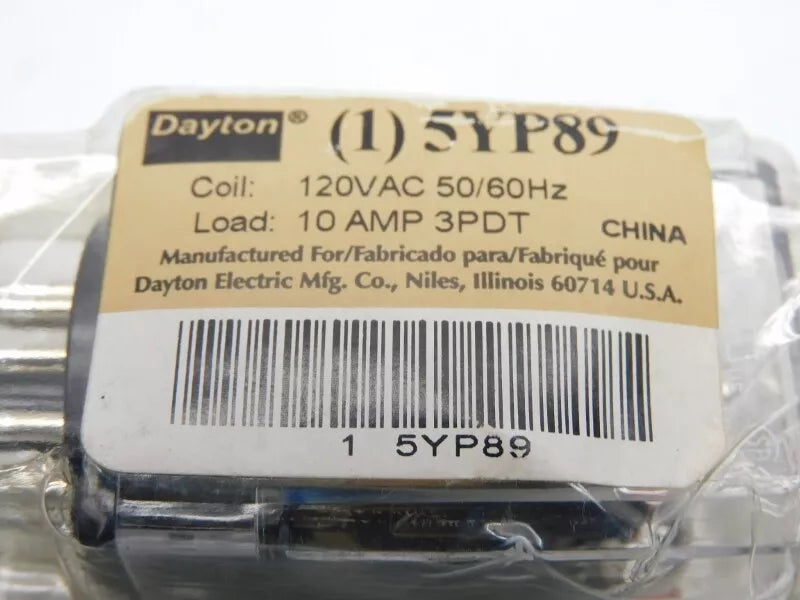 Dayton® (1) 5YP89
Coil: 120VAC 50/60Hz
Load: 10 AMP 3PDT CHINA
Manufactured For/Fabricado para/Fabriqué pour
Dayton Electric Mfg. Co., Niles, Illinois 60714 U.S.A.
1 5YP89